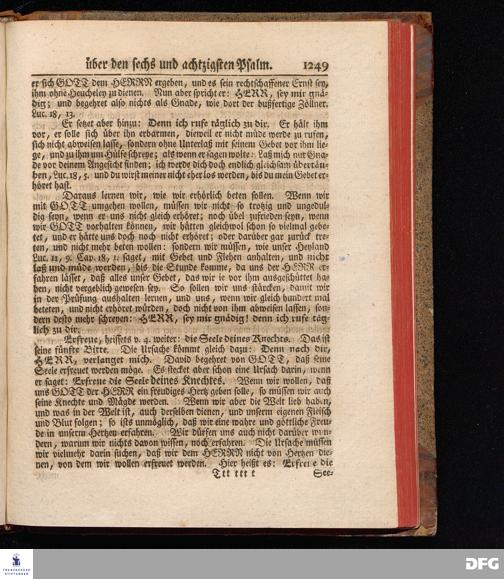 über den sechs und achtzigsten Psalm. 1249
er sich GOTT dem HERRN ergeben, und es sein rechtschaffener Ernst sey,
ihm ohne Heucheley zu dienen. Nun aber spricht er: HERR, sey mir gnä-
dig; und begehret also nichts als Gnade, wie dort der bußfertige Zöllner.
Luc. 18, 13.
Er setzet aber hinzu: Denn ich rufe täglich zu dir. Er hält ihm
vor, er solle sich über ihn erbarmen, dieweil er nicht müde werde zu rufen,
sich nicht abweisen lasse, sondern ohne Unterlaß mit seinem Gebet vor ihm lie-
ge, und zu ihm um Hülfe schreye; als wenn er sagen wolte: Laß mich nur Gna-
de vor deinem Angesicht finden; ich werde dich doch endlich gleichsam übertäu-
ben, Luc. 18, 5. und du wirst meiner nicht eher los werden, bis du mein Gebet er-
höret hast.
Daraus lernen wir, wie wir erhörlich beten sollen. Wenn wir
mit GOTT umgehen wollen, müssen wir nicht so trotzig und ungedul-
dig seyn, wenn er uns nicht gleich erhöret; noch übel zufrieden seyn, wenn
wir GOTT vorhalten können, wir hätten gleichwol schon so vielmal gebe-
tet, und er hätte uns doch noch nicht erhöret; oder darüber gar zurück tre-
ten, und nicht mehr beten wollen: sondern wir müssen, wie unser Heyland
Luc. 11, 9. Cap. 18, 1. saget, mit Gebet und Flehen anhalten, und nicht
laß und müde werden, bis die Stunde komme, da uns der HERR er-
fahren lässet, daß alles unser Gebet, das wir je vor ihm ausgeschüttet ha-
ben, nicht vergeblich gewesen sey. So sollen wir uns stärcken, damit wir
in der Prüfung aushalten lernen, und uns, wenn wir gleich hundert mal
beteten, und nicht erhöret würden, doch nicht von ihm abweisen lassen, son-
dern desto mehr schreyen: HERR, sey mir gnädig! denn ich rufe täg-
lich zu dir.
Erfreue, heissets v. 4. weiter: die Seele deines Knechts. Das ist
seine fünfte Bitte. Die Ursache kömmt gleich dazu: Denn nach dir,
HERR, verlanget mich. David begehret von GOTT, daß seine
Seele erfreuet werden möge. Es stecket aber schon eine Ursach darin, wenn
er saget: Erfreue die Seele deines Knechtes. Wenn wir wollen, daß
uns GOTT der HERR ein freudiges Hertz geben solle, so müssen wir auch
seine Knechte und Mägde werden. Wenn wir aber die Welt lieb haben,
und was in der Welt ist, auch derselben dienen, und unserm eigenen Fleisch
und Blut folgen; so ists unmöglich, daß wir eine wahre und göttliche Freu-
de in unserm Hertzen erfahren. Wir dürfen uns auch nicht darüber wun-
dern, warum wir nichts davon wissen, noch erfahren. Die Ursache müssen
wir vielmehr darin suchen, daß wir dem HERRN nicht von Hertzen die-
nen, von dem wir wollen erfreuet werden. Hier heißt es: Erfreue die
Ttt ttt t See-
FRANCKESCHE STIFTUNGEN
DFG